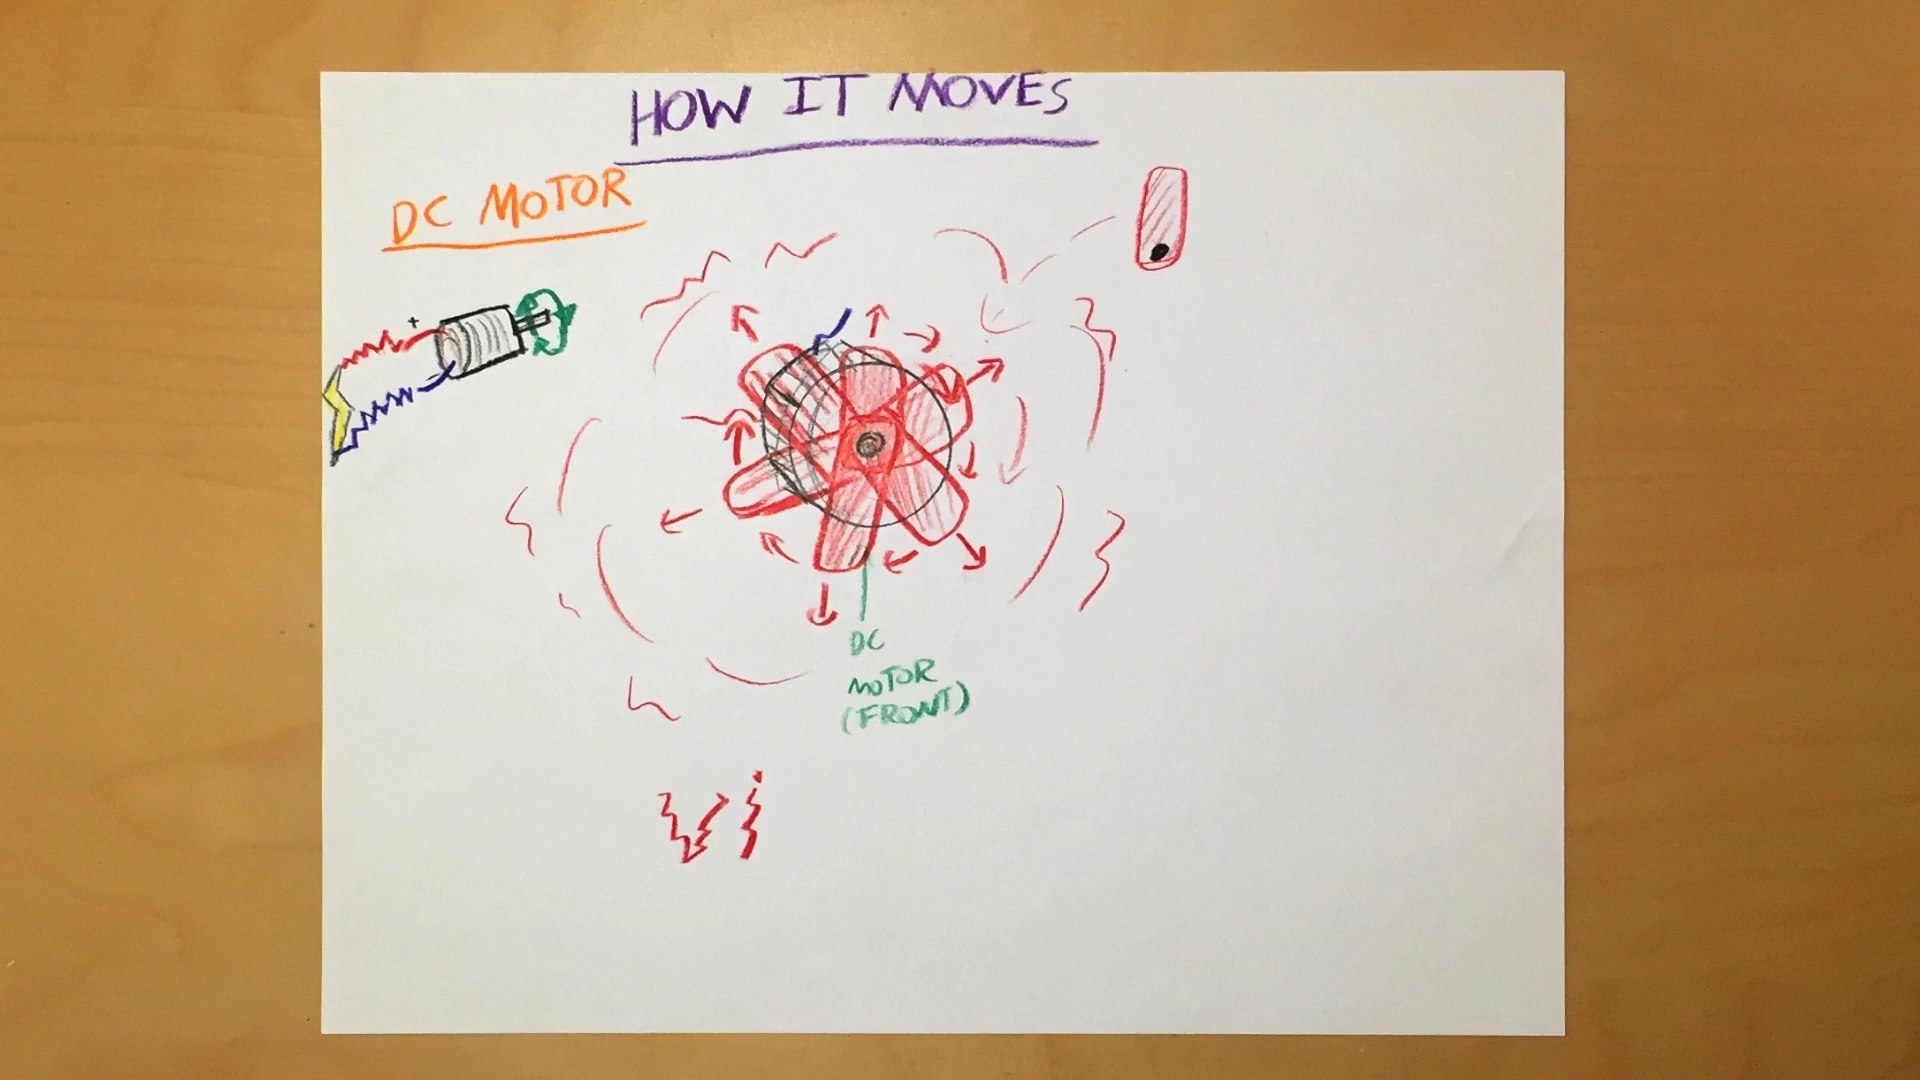 HOW IT MOVES
DC MOTOR
+
DC
MOTOR
(FRONT)